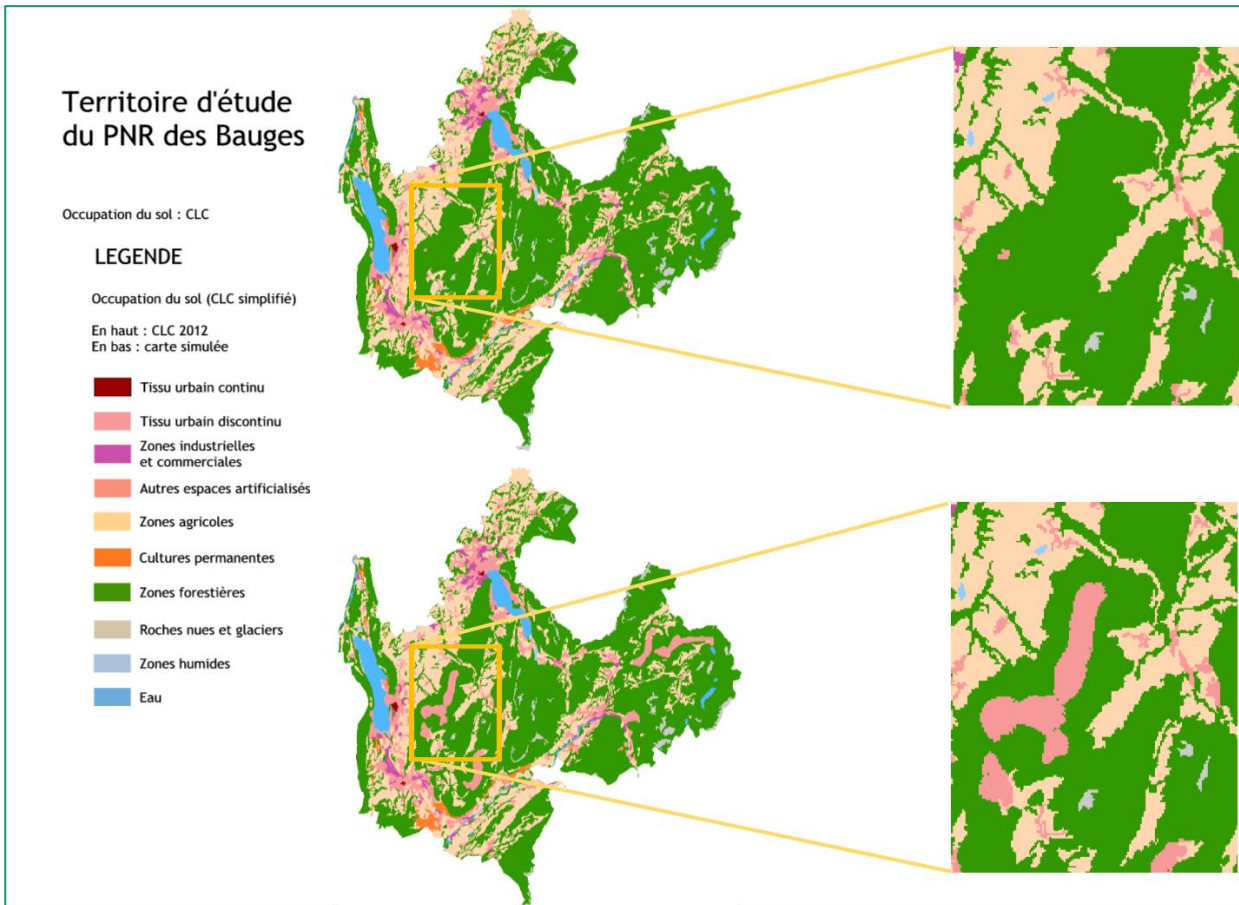 Territoire d'étude
du PNR des Bauges
Occupation du sol : CLC
LEGENDE
Occupation du sol (CLC simplifié)
En haut : CLC 2012
En bas : carte simulée
Tissu urbain continu
Tissu urbain discontinu
Zones industrielles
et commerciales
Autres espaces artificialisés
Zones agricoles
Cultures permanentes
Zones forestières
Roches nues et glaciers
Zones humides
Eau